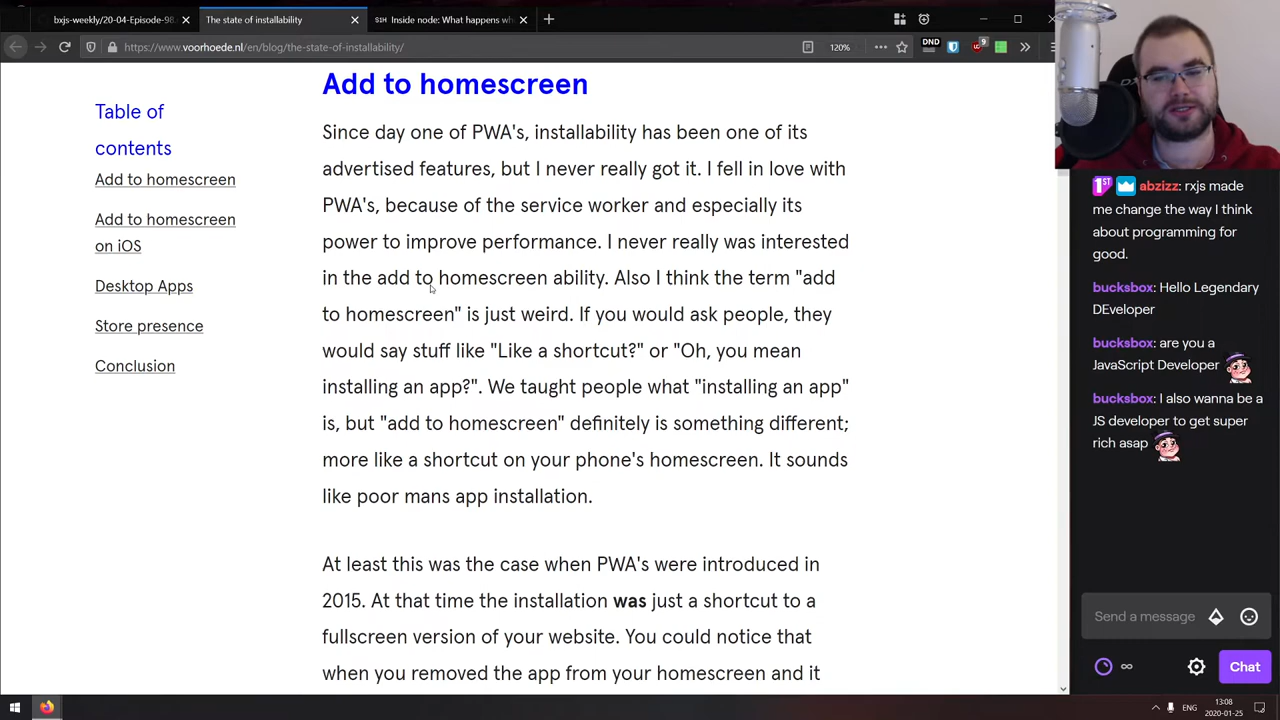 bxjs-weekly/20-04-Episode-98.
The state of installability
S1H Inside node: What happens wh
https://www.voorhoede.nl/en/blog/the-state-of-installability/
120%
DND
9
Table of
contents
Add to homescreen
Add to homescreen
on iOS
Desktop Apps
Store presence
Conclusion
Add to homescreen
Since day one of PWA's, installability has been one of its
advertised features, but I never really got it. I fell in love with
PWA's, because of the service worker and especially its
power to improve performance. I never really was interested
in the add to homescreen ability. Also I think the term "add
to homescreen" is just weird. If you would ask people, they
would say stuff like "Like a shortcut?" or "Oh, you mean
installing an app?". We taught people what "installing an app"
is, but "add to homescreen" definitely is something different;
more like a shortcut on your phone's homescreen. It sounds
like poor mans app installation.
At least this was the case when PWA's were introduced in
2015. At that time the installation was just a shortcut to a
fullscreen version of your website. You could notice that
when you removed the app from your homescreen and it
1ST abzizz: rxjs made
me change the way I think
about programming for
good.
bucksbox: Hello Legendary
DEveloper
bucksbox: are you a
JavaScript Developer
bucksbox: I also wanna be a
JS developer to get super
rich asap
Send a message
∞
Chat
ENG
13:08
2020-01-25